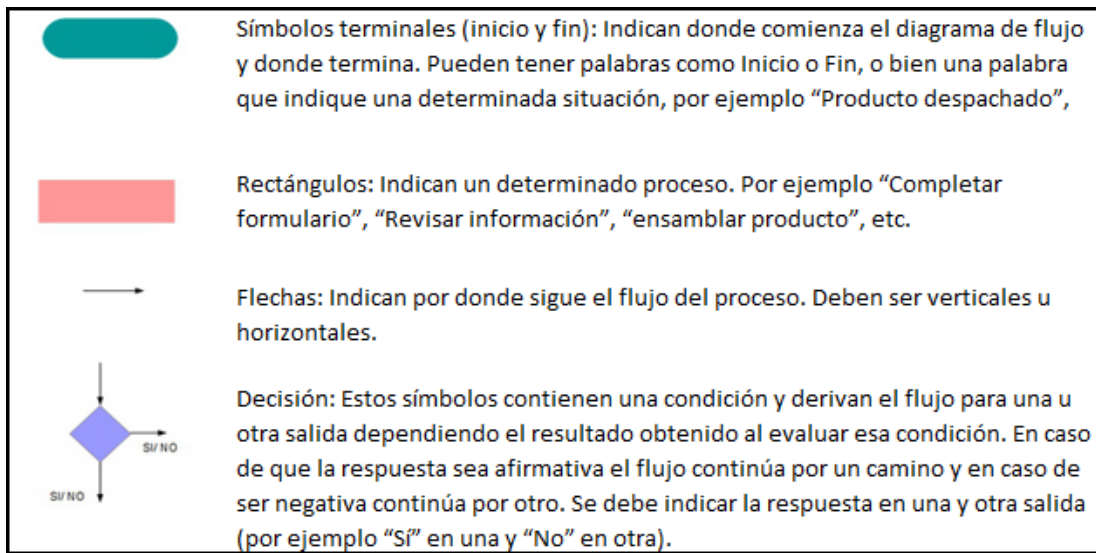 Símbolos terminales (inicio y fin): Indican donde comienza el diagrama de flujo
y donde termina. Pueden tener palabras como Inicio o Fin, o bien una palabra
que indique una determinada situación, por ejemplo “Producto despachado”,
Rectángulos: Indican un determinado proceso. Por ejemplo “Completar
formulario”, “Revisar información”, “ensamblar producto”, etc.
Flechas: Indican por donde sigue el flujo del proceso. Deben ser verticales u
horizontales.
Decisión: Estos símbolos contienen una condición y derivan el flujo para una u
otra salida dependiendo el resultado obtenido al evaluar esa condición. En caso
de que la respuesta sea afirmativa el flujo continúa por un camino y en caso de
ser negativa continúa por otro. Se debe indicar la respuesta en una y otra salida
(por ejemplo “Sí” en una y “No” en otra).
SI/ NO
SI/ NO